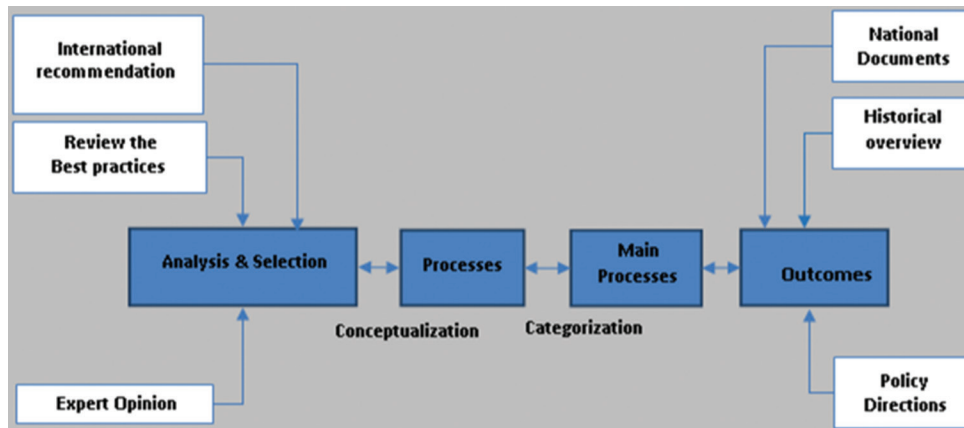 International
recommendation
Review the
Best practices
National
Documents
Historical
overview
Analysis & Selection
Processes
Main
Processes
Outcomes
Conceptualization
Categorization
Expert Opinion
Policy
Directions